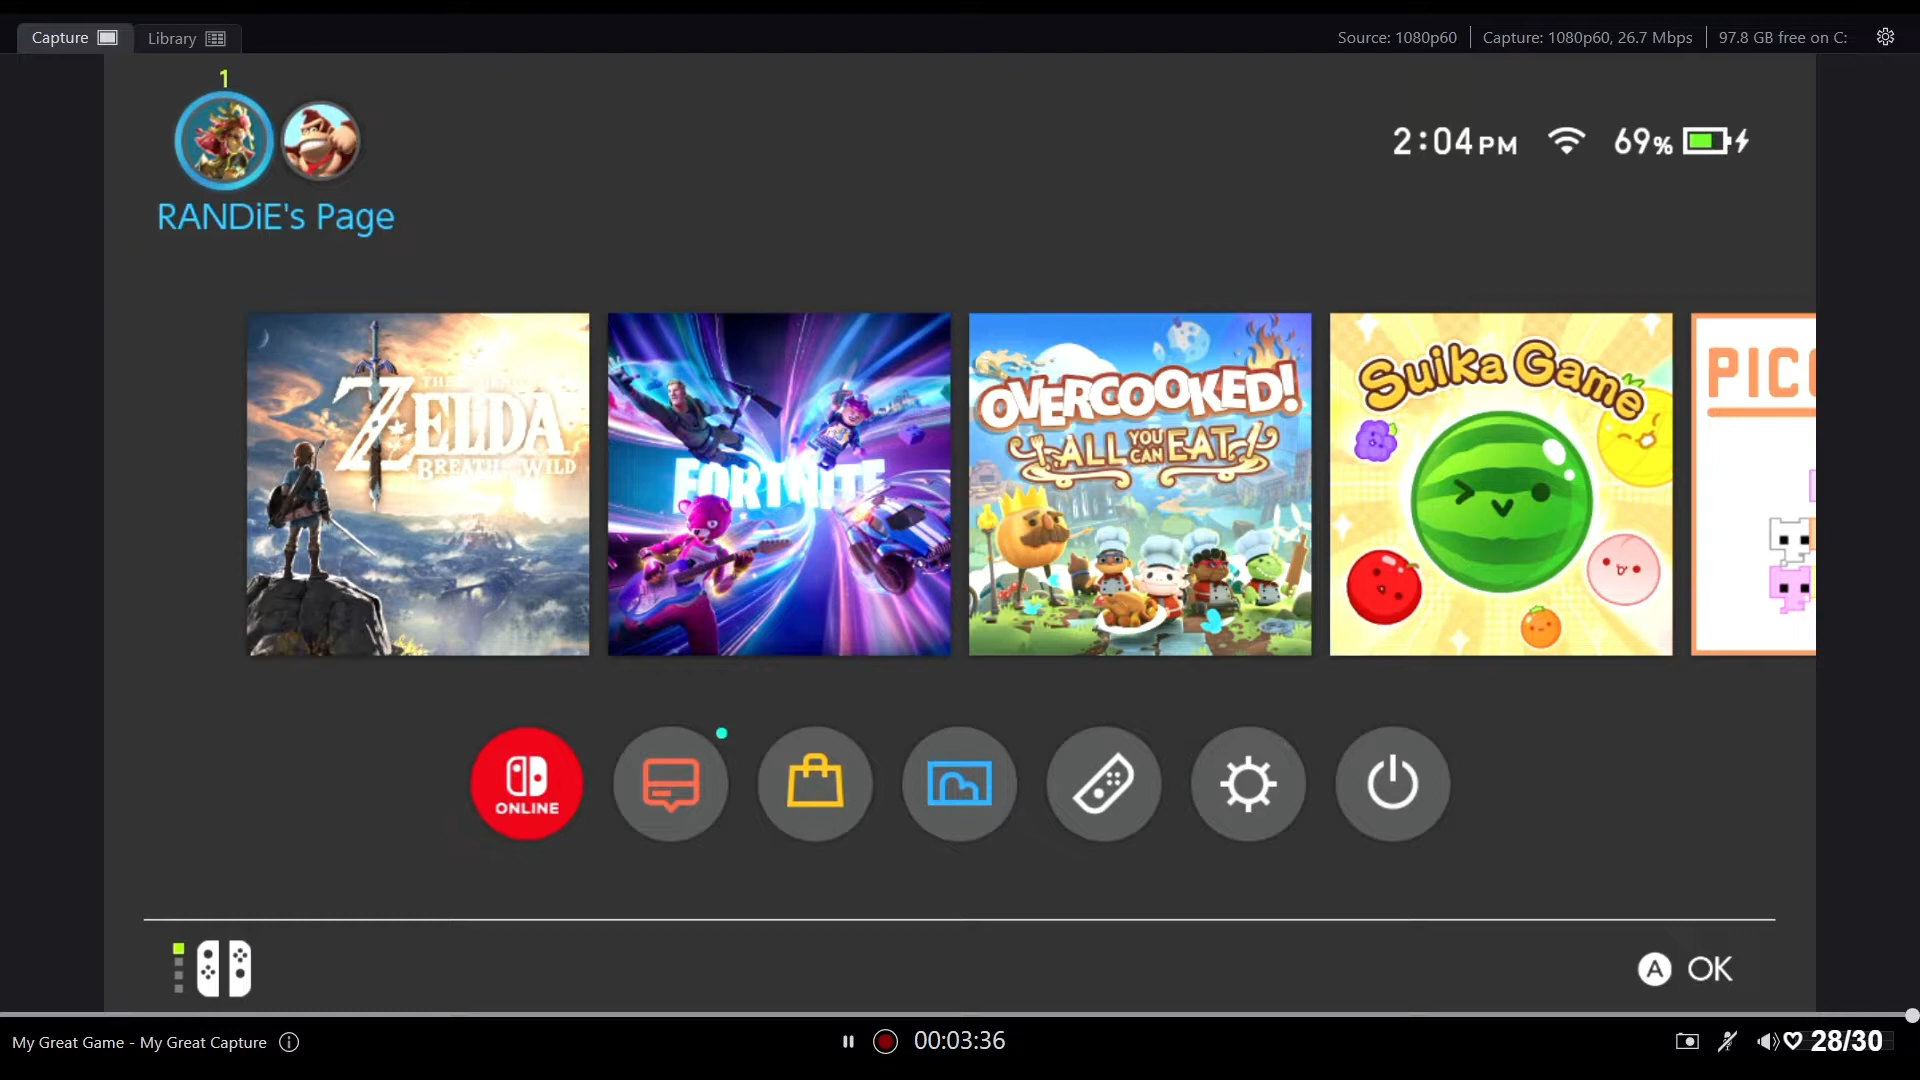 Capture
Library
Source: 1080p60
Capture: 1080p60, 26.7 Mbps
97.8 GB free on C:
1
2:04 PM
69%
RANDiE's Page
ZELDA
BREATH
WILD
FORTNITE
OVERCOOKED!
ALL YOU CAN EAT!
Suika Game
PIC
ONLINE
A OK
My Great Game - My Great Capture
00:03:36
28/30